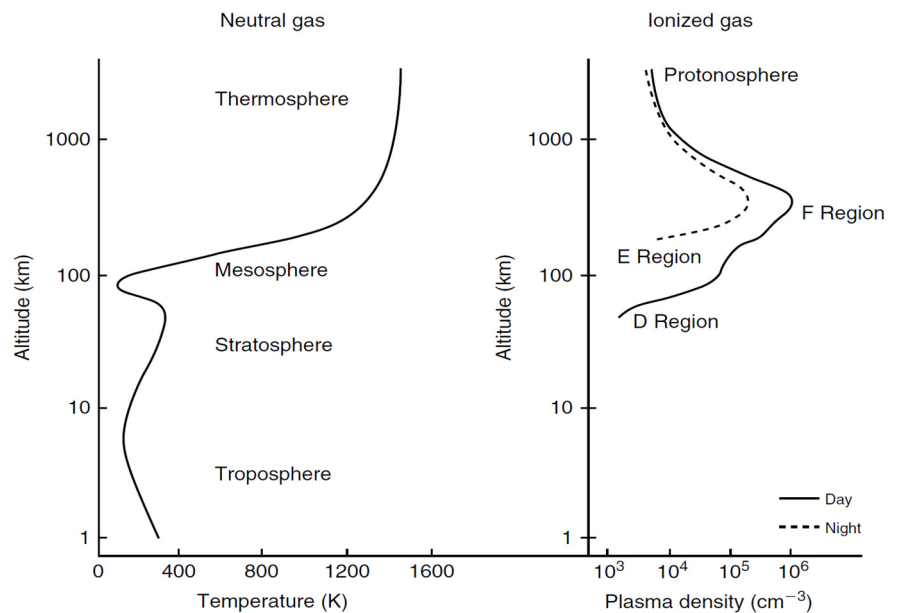 Neutral gas
Thermosphere
1000
Mesosphere
100
Stratosphere
10
Troposphere
1
0 400 800 1200 1600
Altitude (km)
Temperature (K)
Ionized gas
Protonosphere
1000
F Region
E Region
100
D Region
10
Day
Night
1
10³ 10⁴ 10⁵ 10⁶
Altitude (km)
Plasma density (cm⁻³)